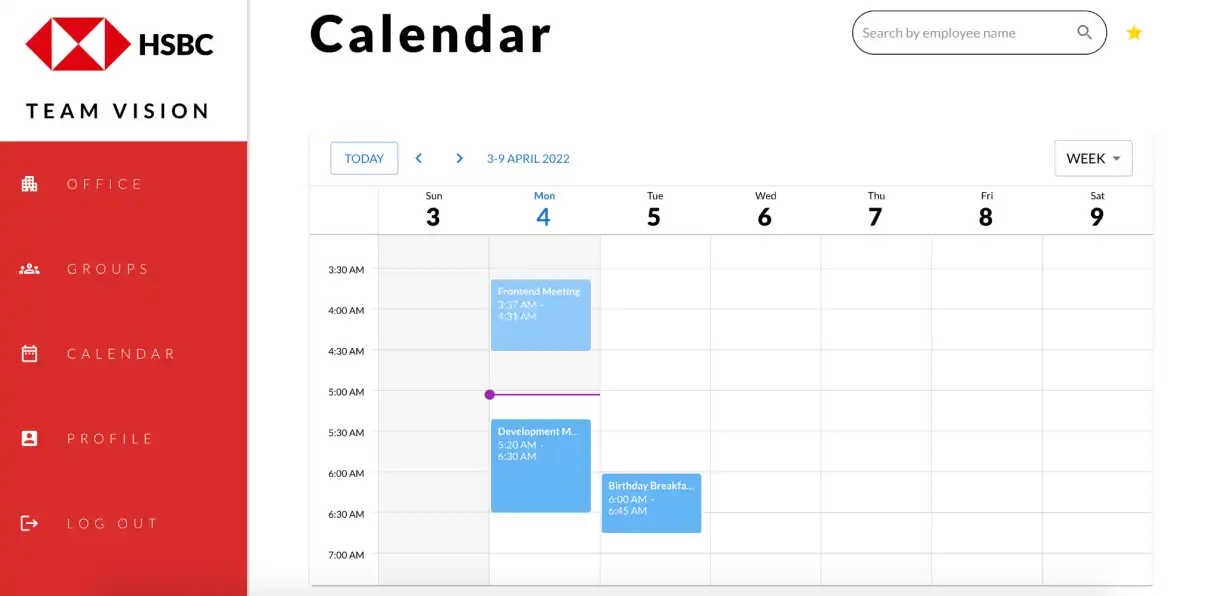 HSBC
TEAM VISION
OFFICE
GROUPS
CALENDAR
PROFILE
LOG OUT
Calendar
Search by employee name
TODAY
3-9 APRIL 2022
WEEK
Sun Mon Tue Wed Thu Fri Sat
3 4 5 6 7 8 9
3:30 AM
4:00 AM
4:30 AM
5:00 AM
5:30 AM
6:00 AM
6:30 AM
7:00 AM
Frontend Meeting
3:37 AM -
4:31 AM
Development M...
5:20 AM -
6:30 AM
Birthday Breakfa...
6:00 AM -
6:45 AM